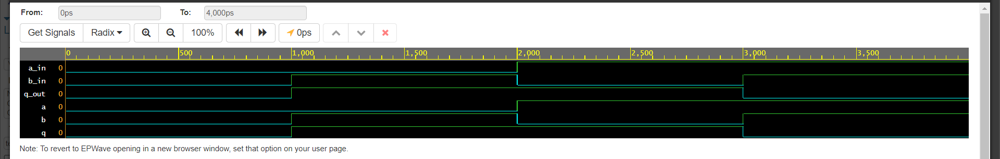 From: 0ps To: 4,000ps
Get Signals Radix 100% 0ps
0 500 1,000 1,500 2,000 2,500 3,000 3,500
a_in 0
b_in 0
q_out 0
a 0
b 0
q 0
Note: To revert to EPWave opening in a new browser window, set that option on your user page.